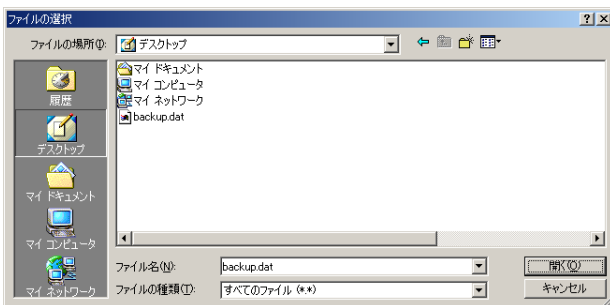 ファイルの選択
ファイルの場所(I):
デスクトップ
履歴
デスクトップ
マイ ドキュメント
マイ コンピュータ
マイ ネットワーク
マイ ドキュメント
マイ コンピュータ
マイ ネットワーク
backup.dat
ファイル名(N):
backup.dat
開く(O)
ファイルの種類(T):
すべてのファイル (*.*)
キャンセル